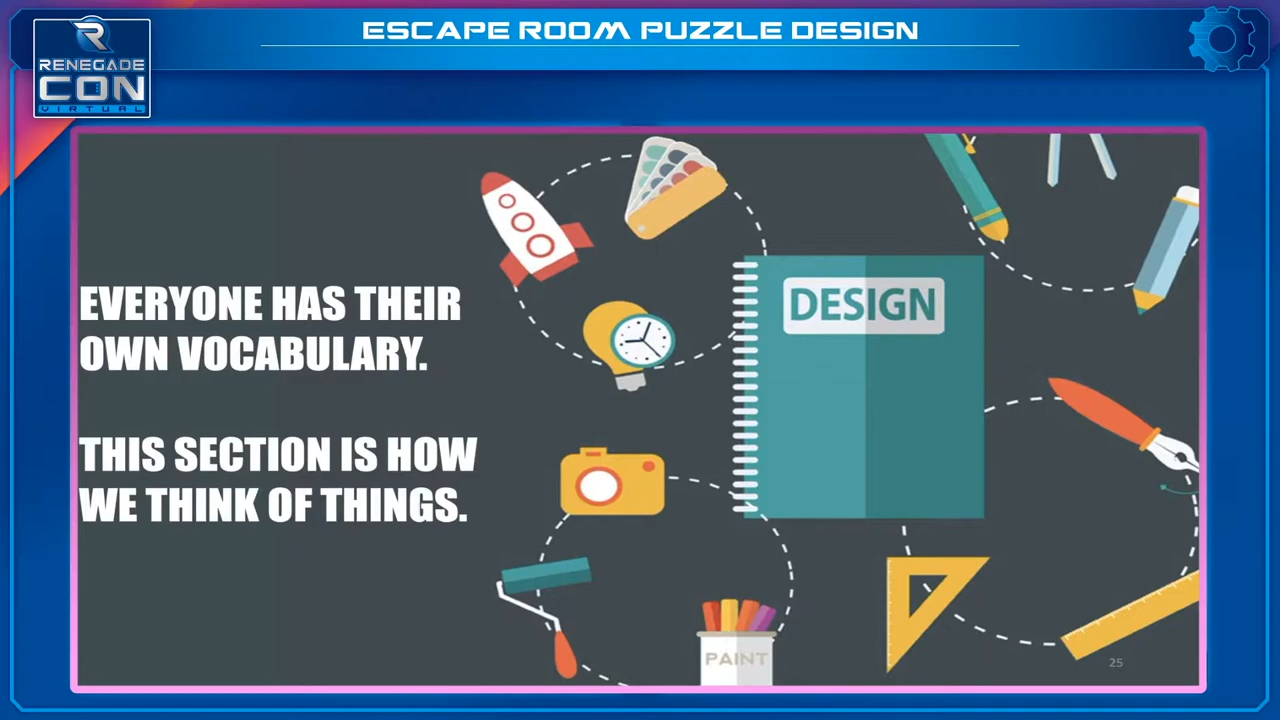 ESCAPE ROOM PUZZLE DESIGN
RENEGADE
CON
VIRTUAL
EVERYONE HAS THEIR
OWN VOCABULARY.
THIS SECTION IS HOW
WE THINK OF THINGS.
DESIGN
PAINT
25